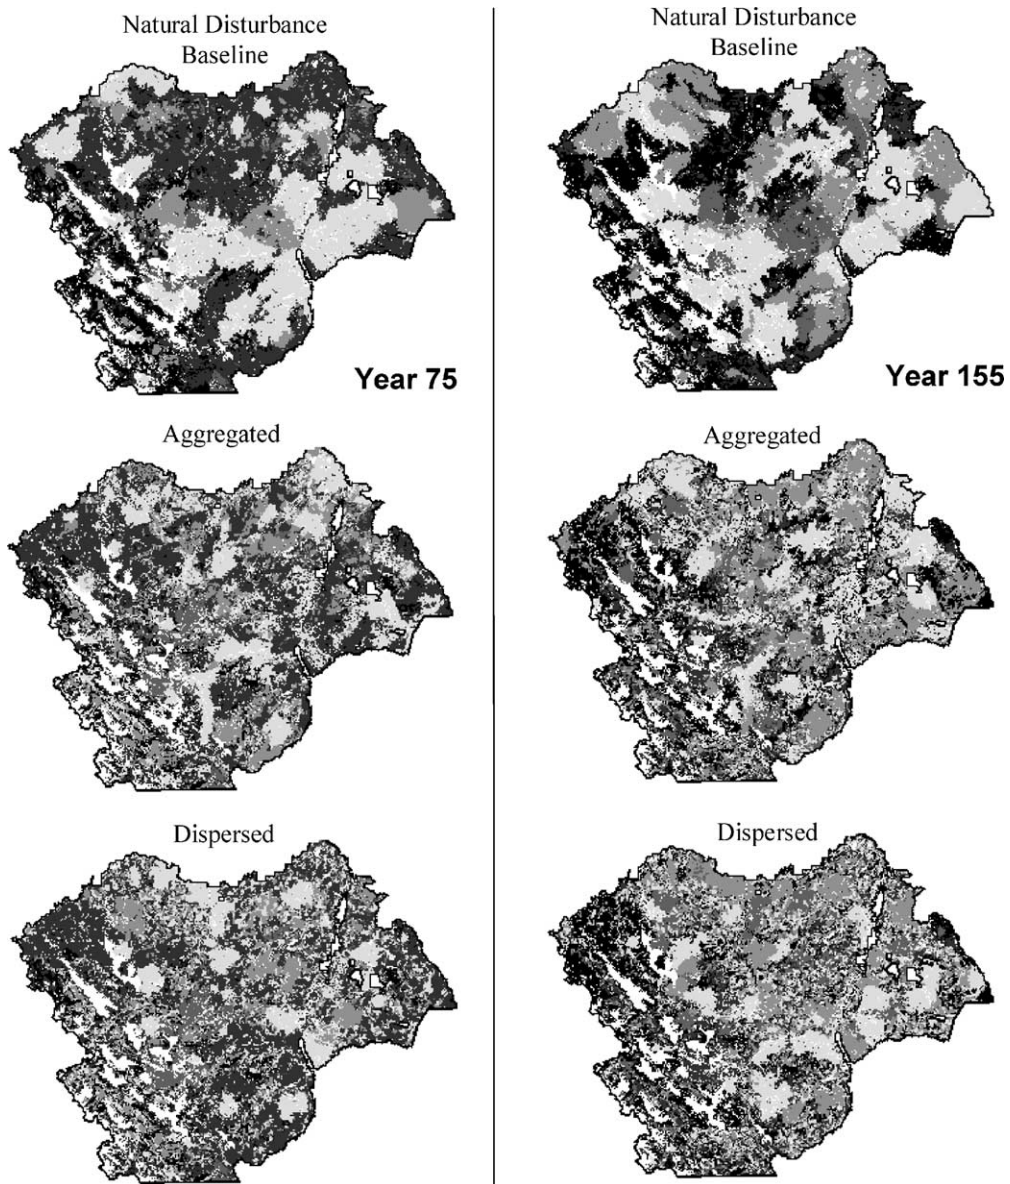 Natural Disturbance
Baseline
Year 75
Aggregated
Dispersed
Natural Disturbance
Baseline
Year 155
Aggregated
Dispersed